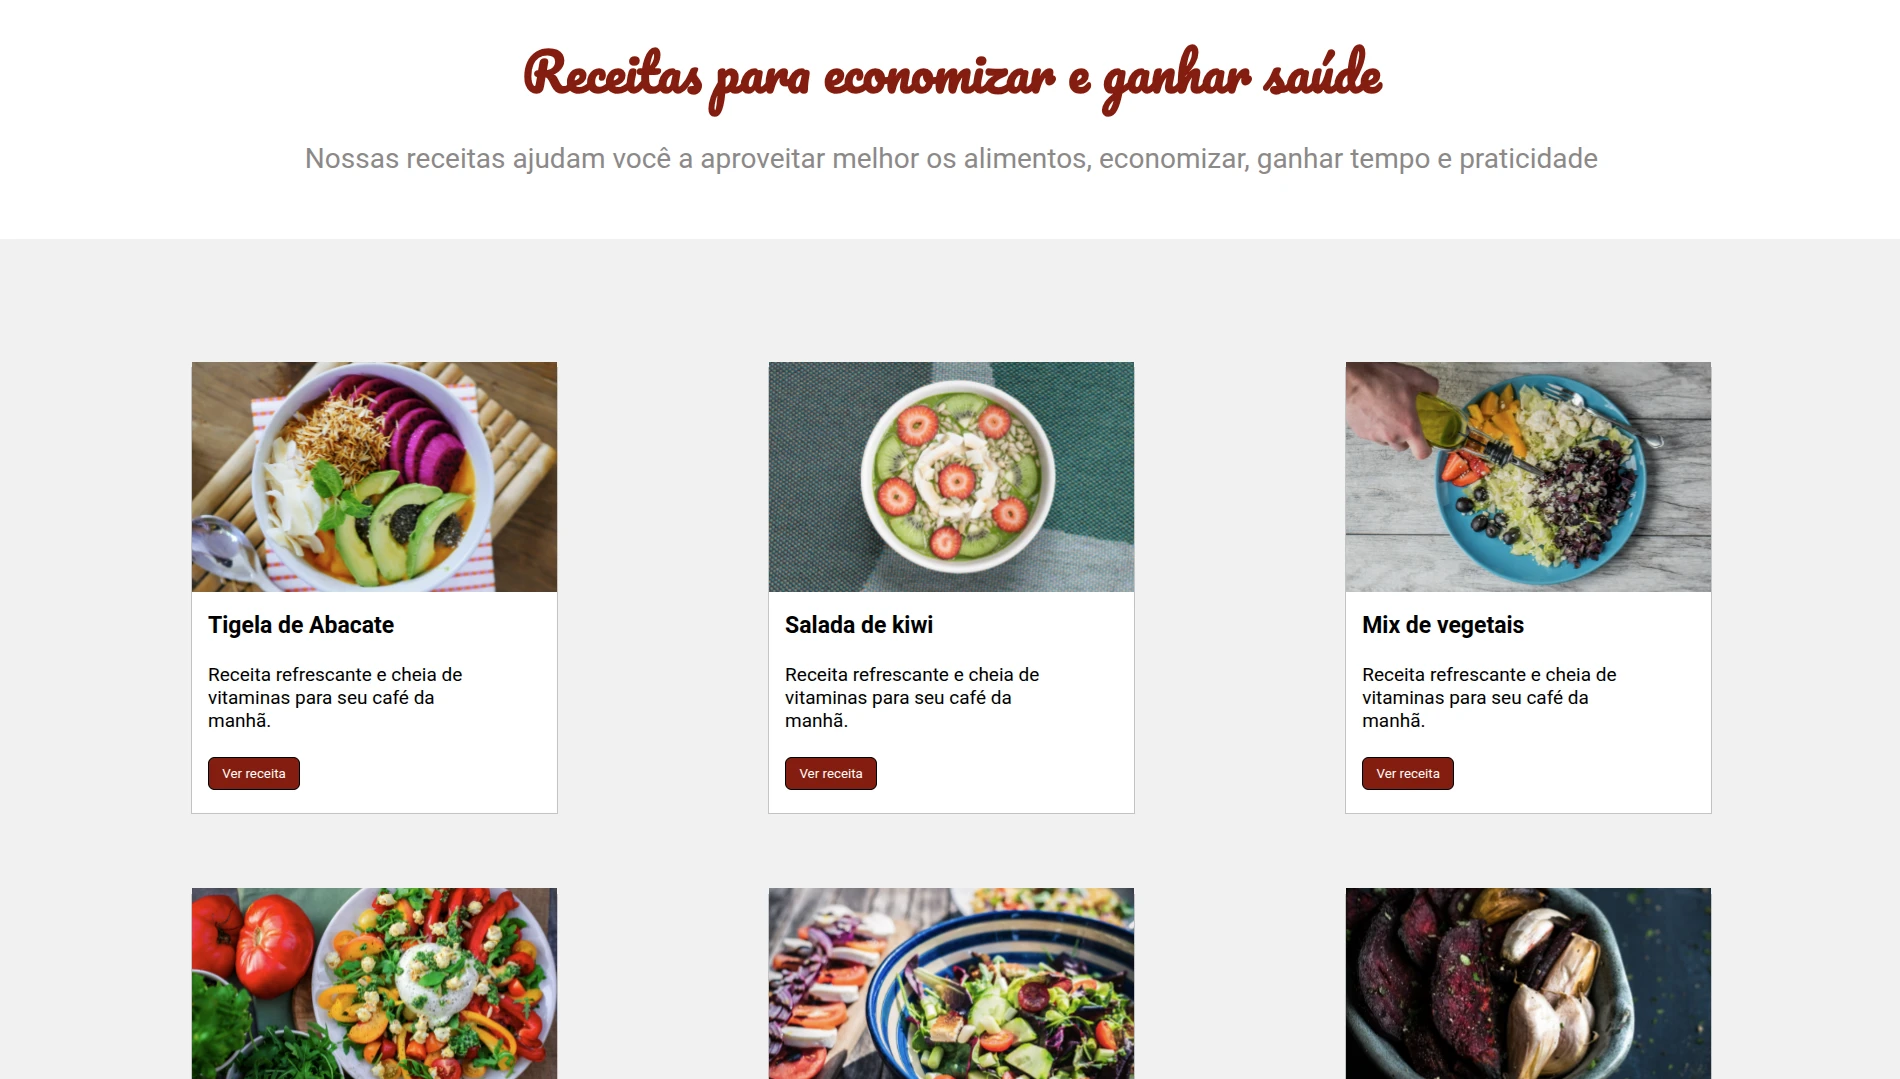 Receitas para economizar e ganhar saúde
Nossas receitas ajudam você a aproveitar melhor os alimentos, economizar, ganhar tempo e praticidade
Tigela de Abacate
Receita refrescante e cheia de
vitaminas para seu café da
manhã.
Ver receita
Salada de kiwi
Receita refrescante e cheia de
vitaminas para seu café da
manhã.
Ver receita
Mix de vegetais
Receita refrescante e cheia de
vitaminas para seu café da
manhã.
Ver receita